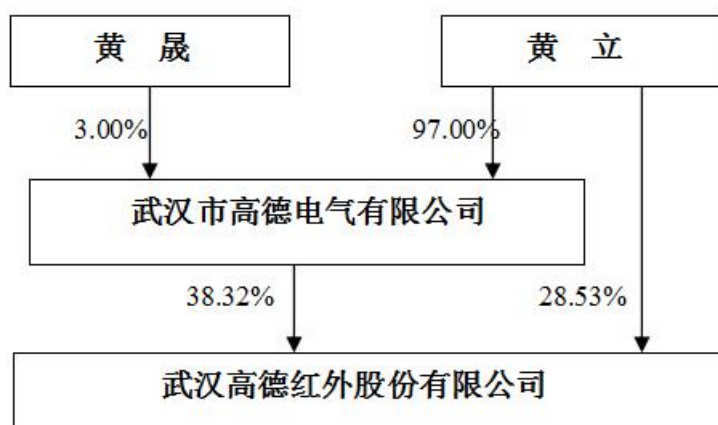 黄 晟
黄 立
3.00%
97.00%
武汉市高德电气有限公司
38.32%
28.53%
武汉高德红外股份有限公司